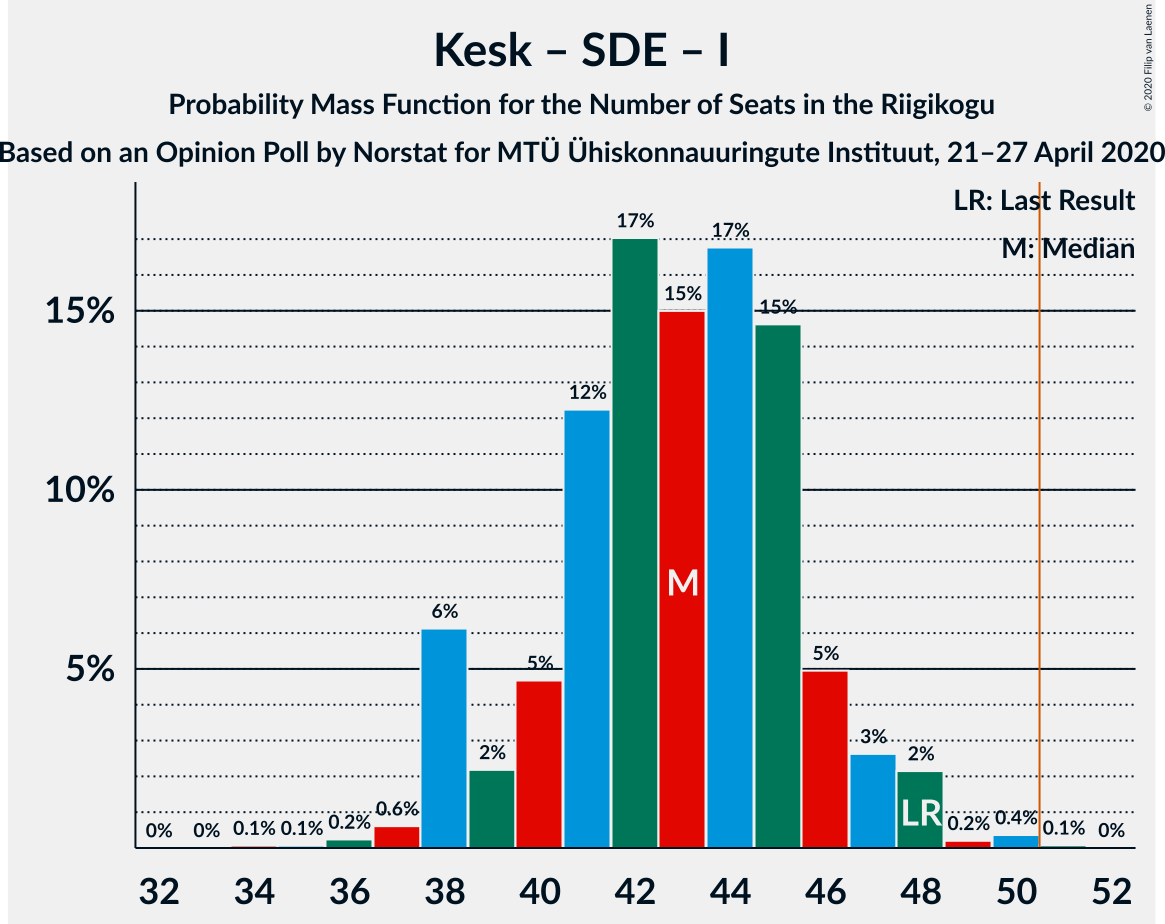 Kesk – SDE – I
Probability Mass Function for the Number of Seats in the Riigikogu
Based on an Opinion Poll by Norstat for MTÜ Ühiskonnauuringute Instituut, 21–27 April 2020
© 2020 Filip van Laenen
LR: Last Result
M: Median
15%
10%
5%
0%
0%
0.1%
0.1%
0.2%
0.6%
6%
2%
5%
12%
17%
15%
17%
15%
5%
3%
2%
0.2%
0.4%
0.1%
0%
M
LR
32 34 36 38 40 42 44 46 48 50 52